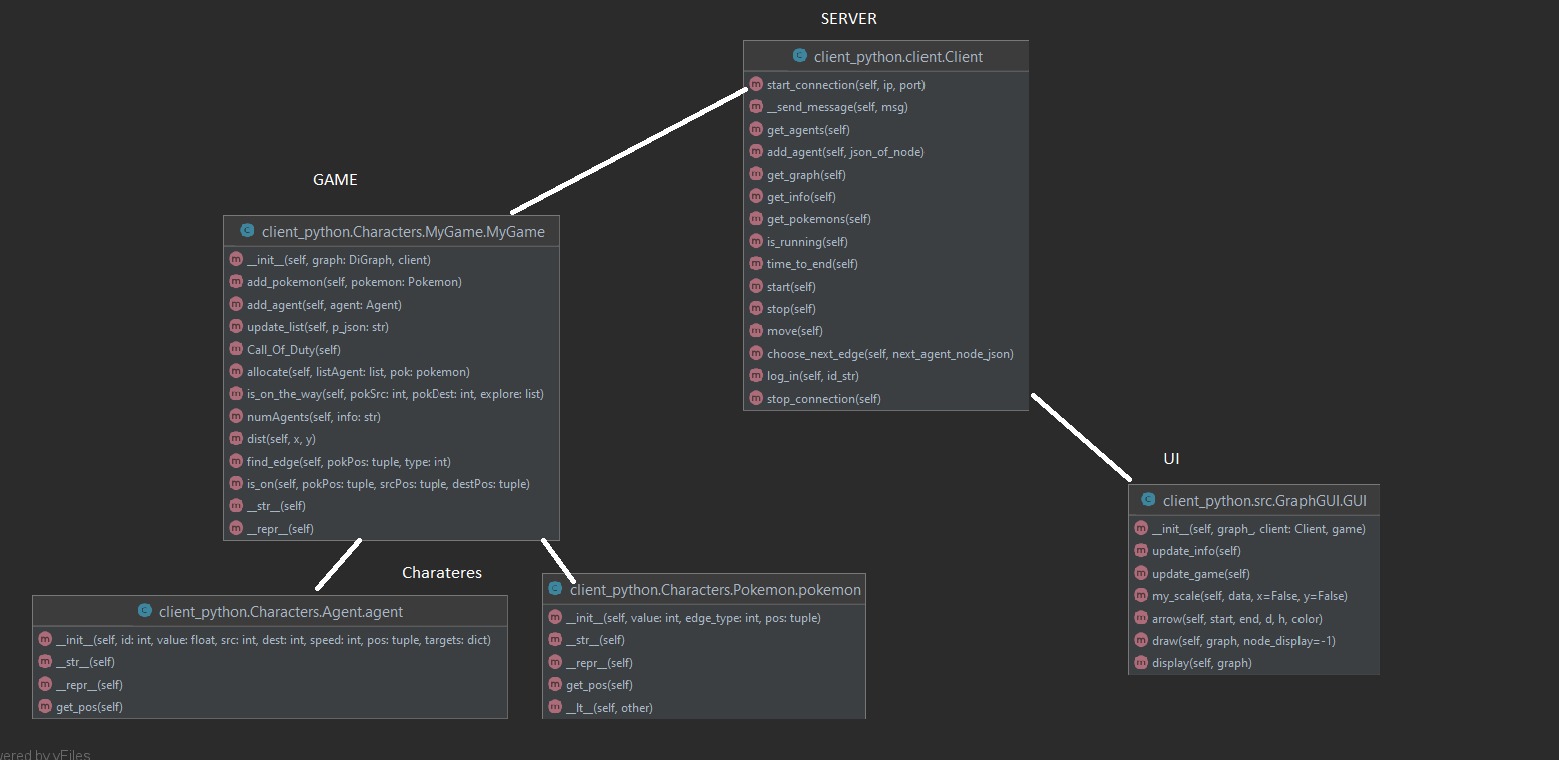 SERVER
client_python.client.Client
start_connection(self, ip, port)
__send_message(self, msg)
get_agents(self)
add_agent(self, json_of_node)
get_graph(self)
get_info(self)
get_pokemons(self)
is_running(self)
time_to_end(self)
start(self)
stop(self)
move(self)
choose_next_edge(self, next_agent_node_json)
log_in(self, id_str)
stop_connection(self)
GAME
client_python.Characters.MyGame.MyGame
__init__(self, graph: DiGraph, client)
add_pokemon(self, pokemon: Pokemon)
add_agent(self, agent: Agent)
update_list(self, p_json: str)
Call_Of_Duty(self)
allocate(self, listAgent: list, pok: pokemon)
is_on_the_way(self, pokSrc: int, pokDest: int, explore: list)
numAgents(self, info: str)
dist(self, x, y)
find_edge(self, pokPos: tuple, type: int)
is_on(self, pokPos: tuple, srcPos: tuple, destPos: tuple)
__str__(self)
__repr__(self)
UI
client_python.src.GraphGUI.GUI
__init__(self, graph_, client: Client, game)
update_info(self)
update_game(self)
my_scale(self, data, x=False, y=False)
arrow(self, start, end, d, h, color)
draw(self, graph, node_display=-1)
display(self, graph)
Charateres
client_python.Characters.Agent.agent
__init__(self, id: int, value: float, src: int, dest: int, speed: int, pos: tuple, targets: dict)
__str__(self)
__repr__(self)
get_pos(self)
client_python.Characters.Pokemon.pokemon
__init__(self, value: int, edge_type: int, pos: tuple)
__str__(self)
__repr__(self)
get_pos(self)
__lt__(self, other)
wered by yFiles